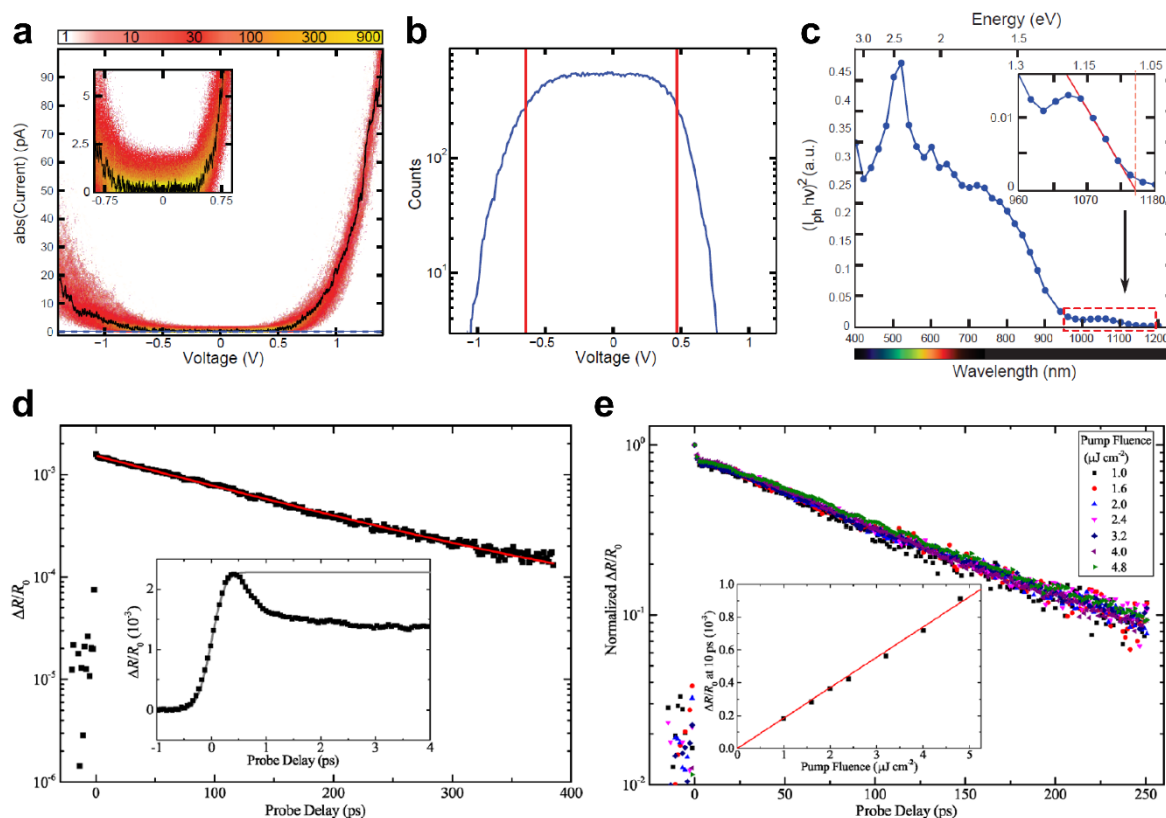 a
1 10 30 100 300 900
abs(Current) (pA)
90
80
70
60
50
40
30
20
10
0
5
2.5
0
-0.75 0 0.75
−1 −0.5 0 0.5 1
Voltage (V)
b
Counts
10²
10¹
−1 −0.5 0 0.5 1
Voltage (V)
c
Energy (eV)
3.0 2.5 2 1.5
(I_ph hν)² (a.u.)
0.45
0.4
0.35
0.3
0.25
0.2
0.15
0.1
0.05
0
1.3 1.15 1.05
0.01
0
960 1070 1180
400 500 600 700 800 900 1000 1100 1200
Wavelength (nm)
d
ΔR/R₀
10⁻³
10⁻⁴
10⁻⁵
10⁻⁶
ΔR/R₀ (10⁻³)
2
1
0
-1 0 1 2 3 4
Probe Delay (ps)
0 100 200 300 400
Probe Delay (ps)
e
Normalized ΔR/R₀
10⁰
10⁻¹
10⁻²
Pump Fluence
(μJ cm⁻²)
1.0
1.6
2.0
2.4
3.2
4.0
4.8
ΔR/R₀ at 10 ps (10⁻³)
1.0
0.8
0.6
0.4
0.2
0.0
0 1 2 3 4 5
Pump Fluence (μJ cm⁻²)
0 50 100 150 200 250
Probe Delay (ps)